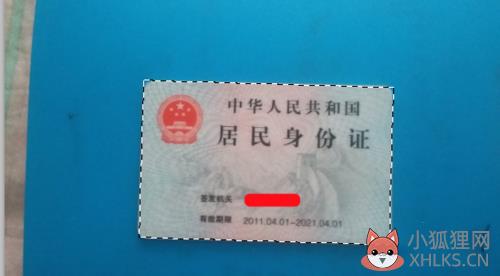 中华人民共和国
居民身份证
签发机关
有效期限 2011.04.01-2021.04.01
小狐狸网
XHLKS.CN